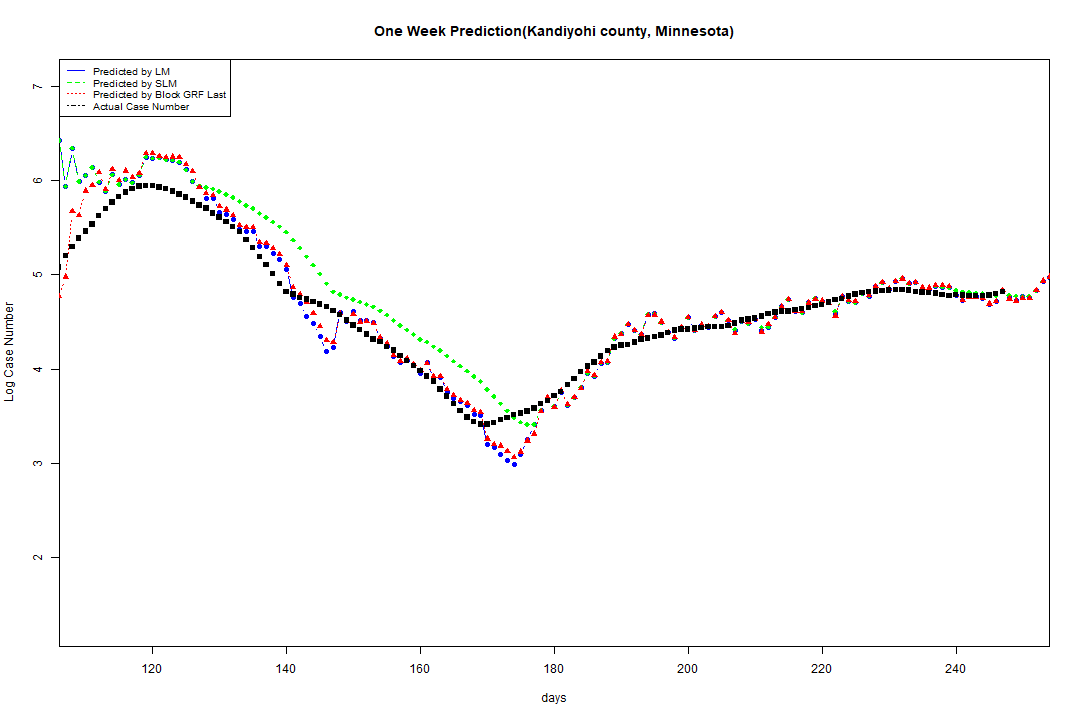 One Week Prediction(Kandiyohi county, Minnesota)
Predicted by LM
Predicted by SLM
Predicted by Block GRF Last
Actual Case Number
7
6
5
4
3
2
Log Case Number
120 140 160 180 200 220 240
days